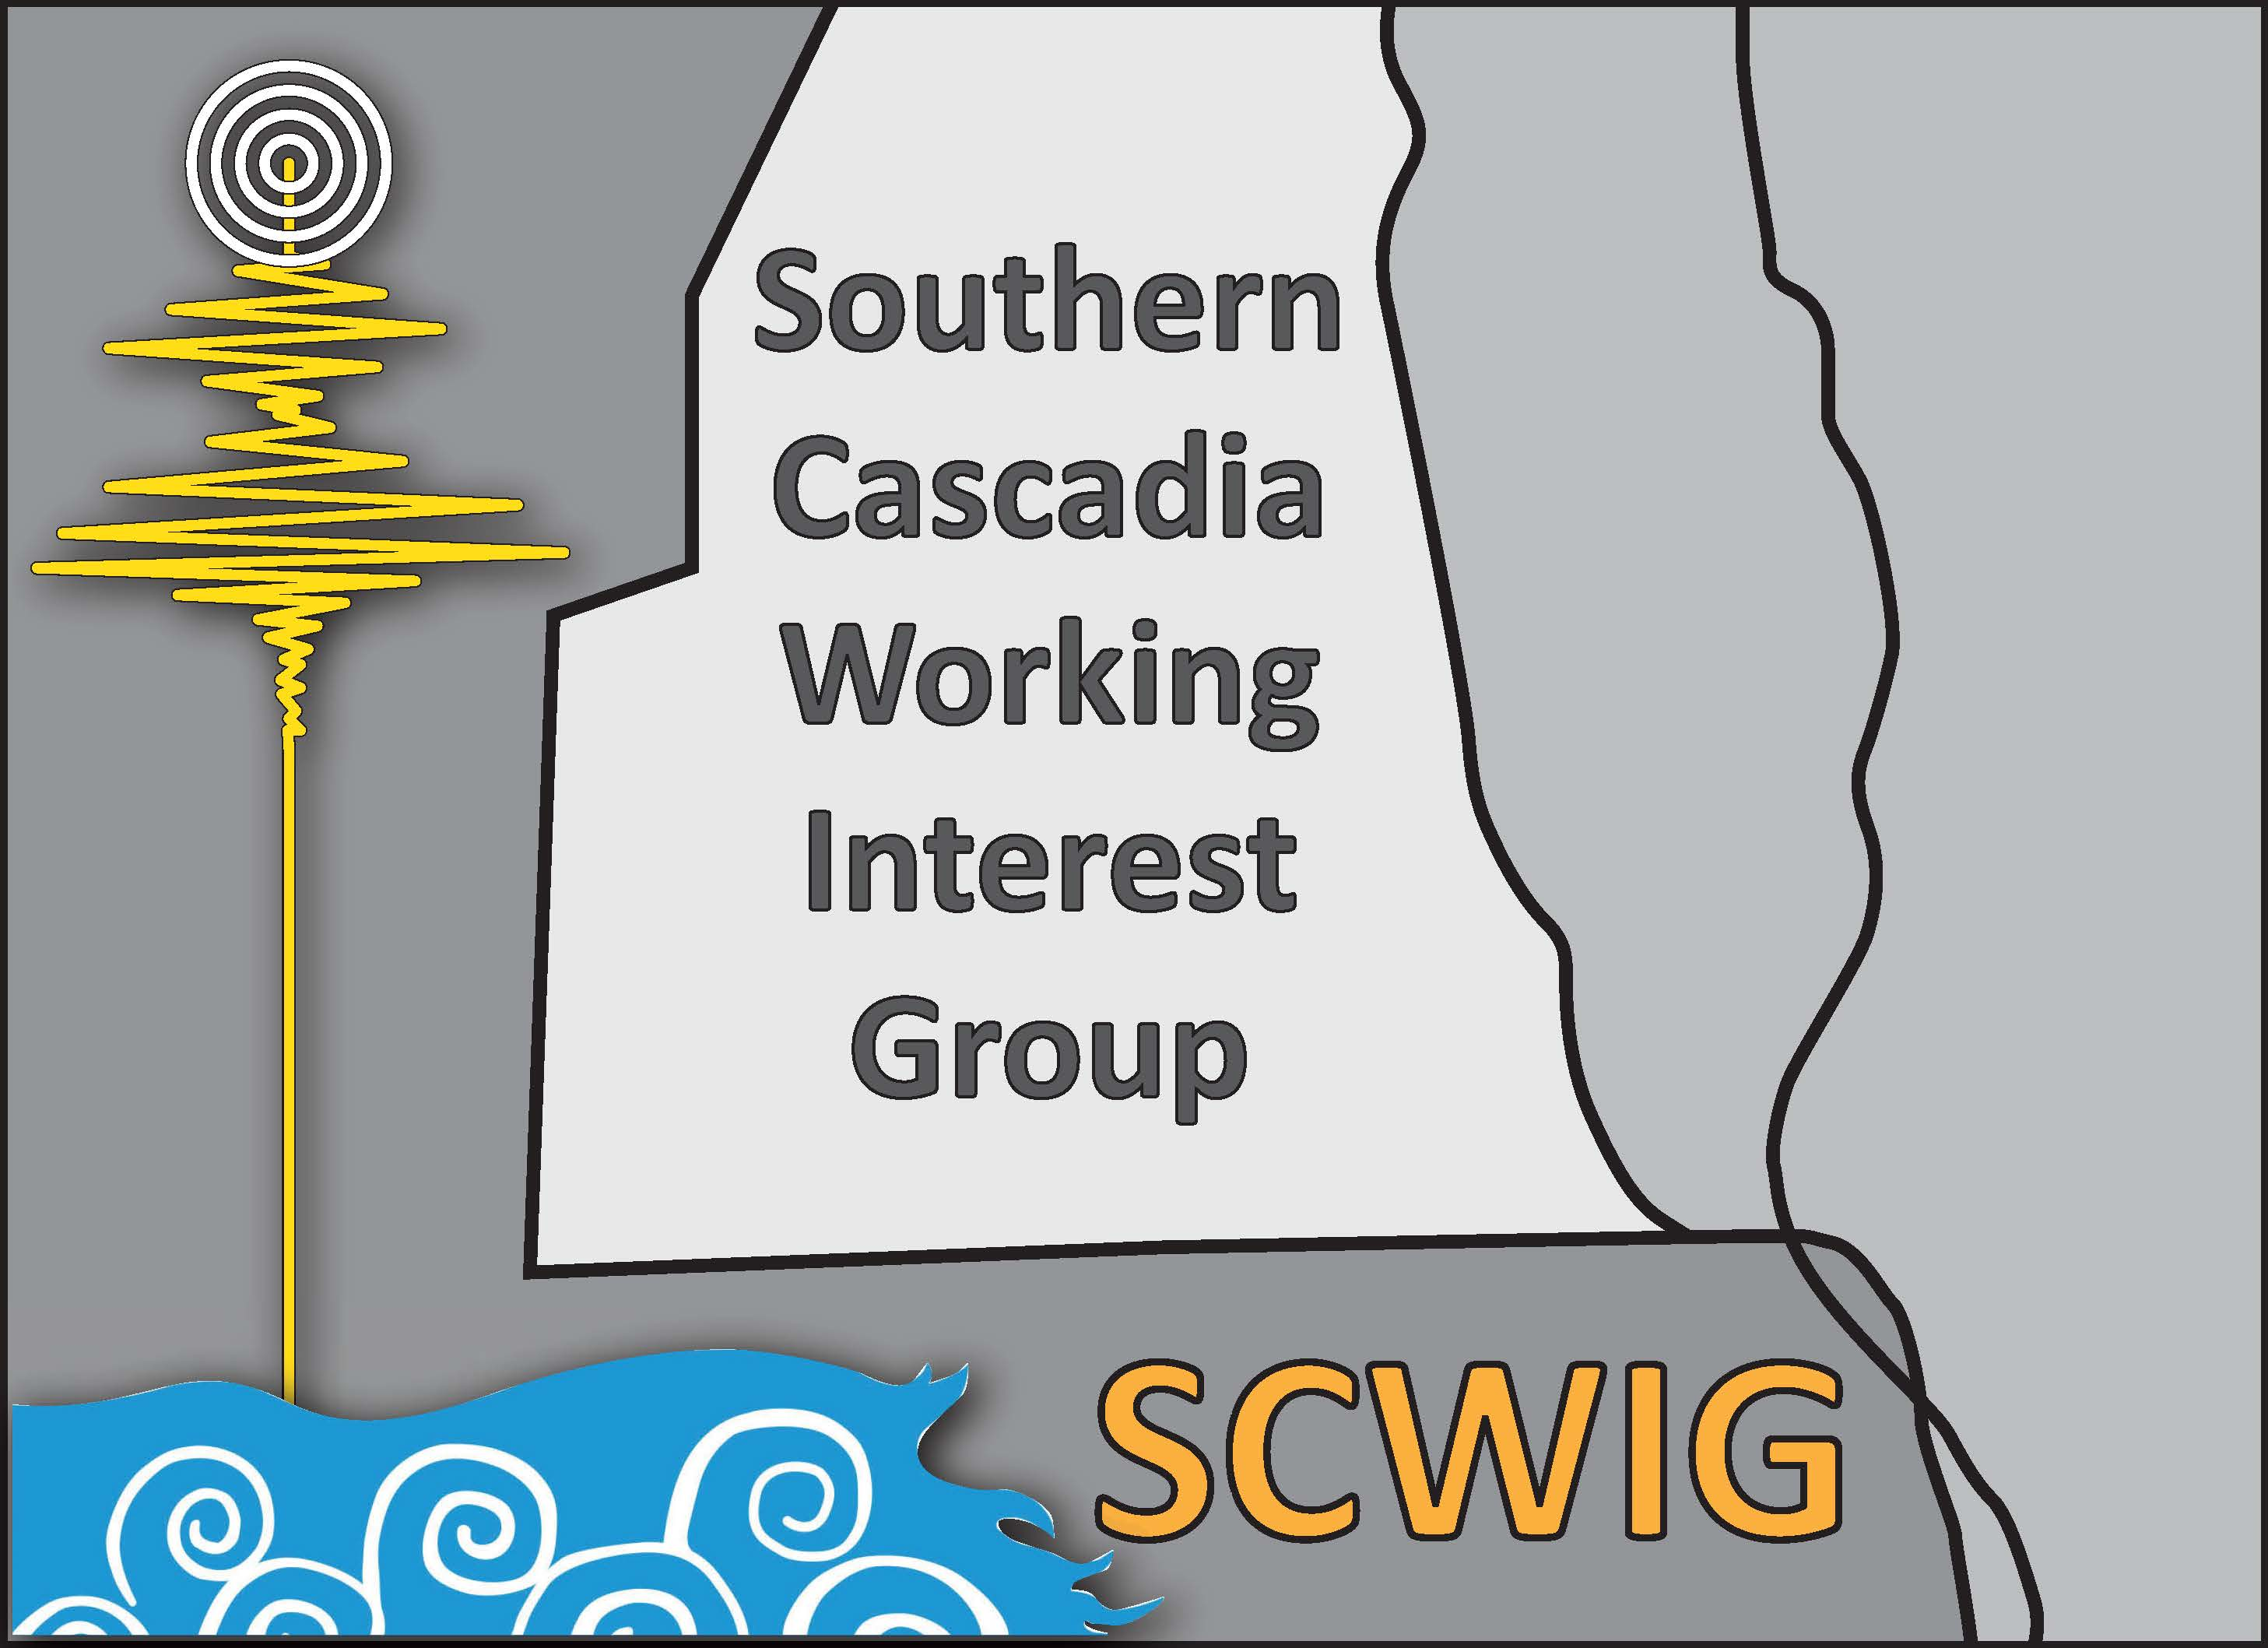 Southern
Cascadia
Working
Interest
Group
SCWIG